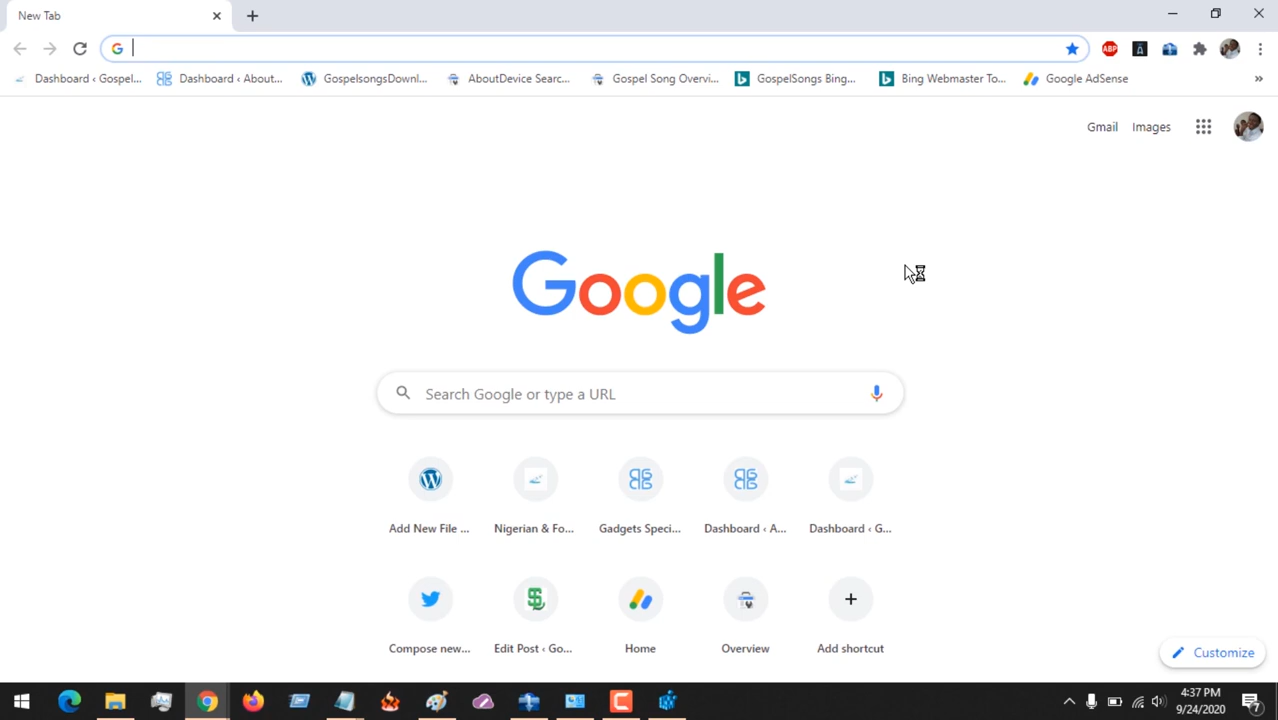 New Tab
G
ABP
Dashboard ‹ Gospel... Dashboard ‹ About... GospelsongsDownl... AboutDevice Searc... Gospel Song Overvi... GospelSongs Bing... Bing Webmaster To... Google AdSense »
Gmail Images
Google
Search Google or type a URL
Add New File ... Nigerian & Fo... Gadgets Speci... Dashboard ‹ A... Dashboard ‹ G...
Compose new... Edit Post ‹ Go... Home Overview Add shortcut
Customize
4:37 PM
9/24/2020
7